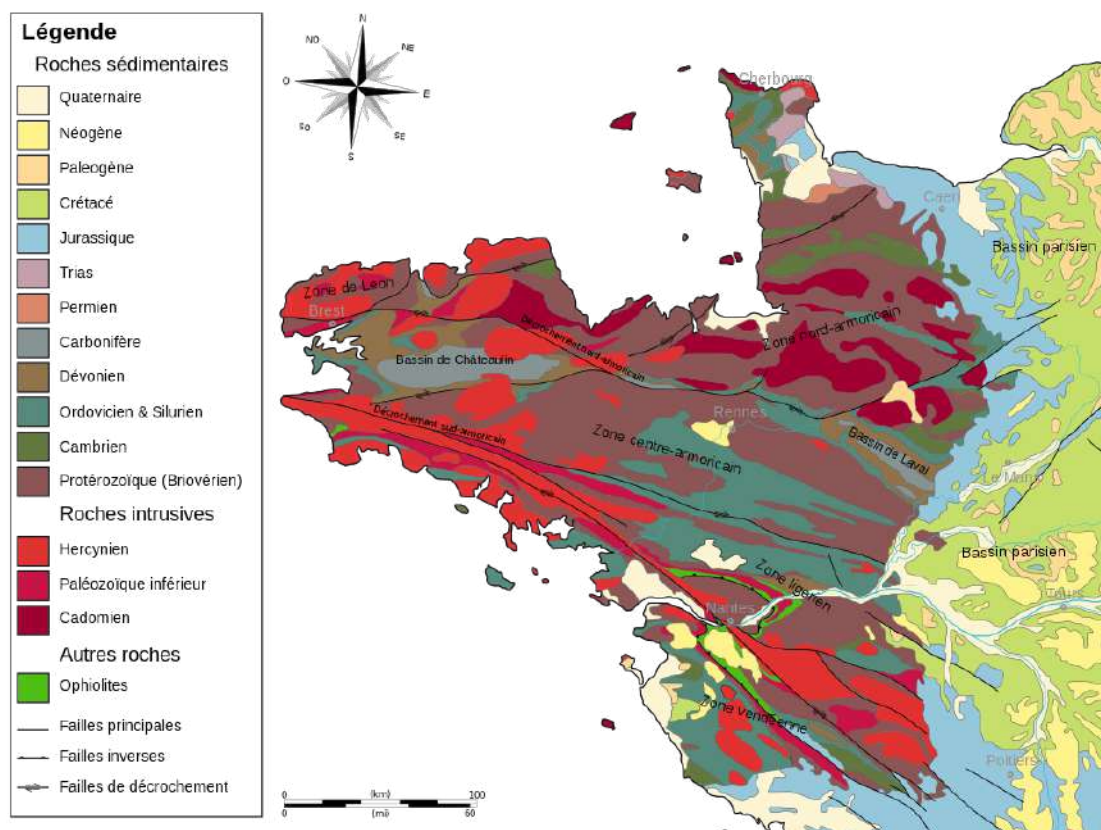 Légende
Roches sédimentaires
Quaternaire
Néogène
Paleogène
Crétacé
Jurassique
Trias
Permien
Carbonifère
Dévonien
Ordovicien & Silurien
Cambrien
Protérozoïque (Briovérien)
Roches intrusives
Hercynien
Paléozoïque inférieur
Cadomien
Autres roches
Ophiolites
Failles principales
Failles inverses
Failles de décrochement
N
NO
NE
O
E
SO
SE
S
Cherbourg
Caen
Bassin parisien
Zone de Léon
Brest
Décrochement nord-armoricain
Zone nord-armoricain
Bassin de Châteaulin
Décrochement sud-armoricain
Rennes
Zone centre-armoricain
Bassin de Laval
Le Mans
Bassin parisien
Zone ligerien
Tours
Nantes
Zone vendéenne
Poitiers
0 (km) 100
0 (mi) 60